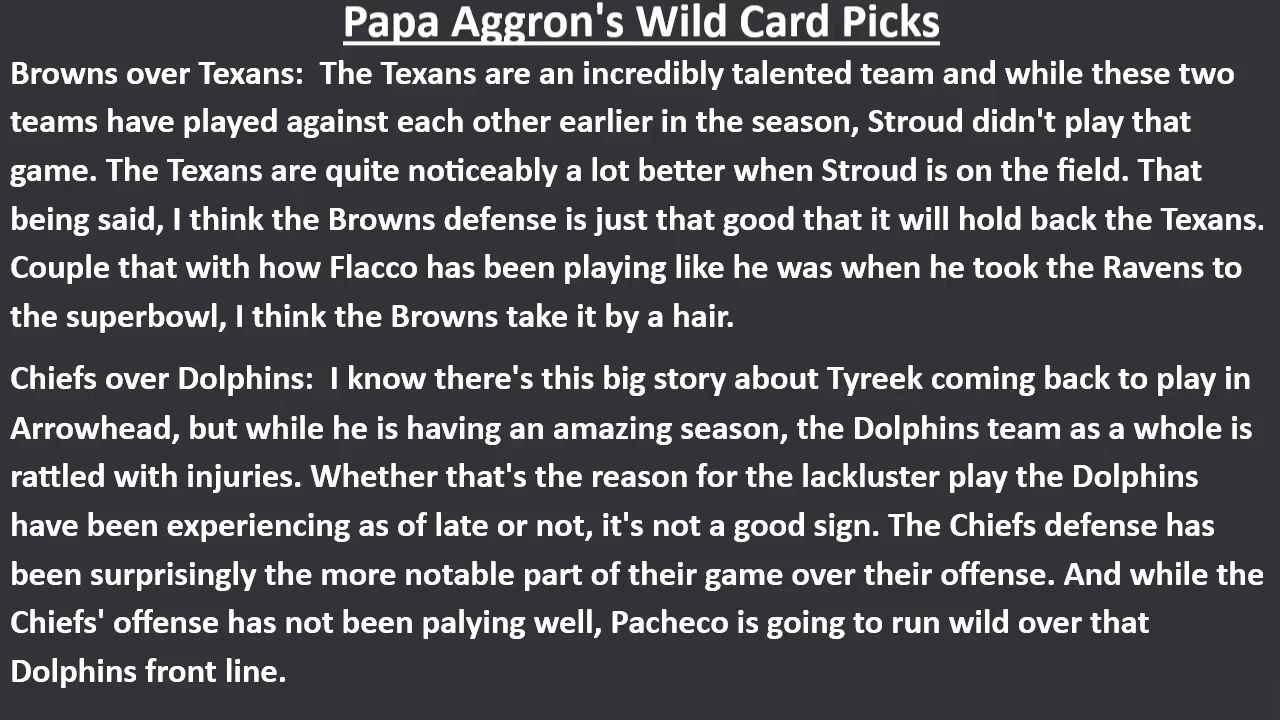 Papa Aggron's Wild Card Picks
Browns over Texans:  The Texans are an incredibly talented team and while these two
teams have played against each other earlier in the season, Stroud didn't play that
game. The Texans are quite noticeably a lot better when Stroud is on the field. That
being said, I think the Browns defense is just that good that it will hold back the Texans.
Couple that with how Flacco has been playing like he was when he took the Ravens to
the superbowl, I think the Browns take it by a hair.
Chiefs over Dolphins:  I know there's this big story about Tyreek coming back to play in
Arrowhead, but while he is having an amazing season, the Dolphins team as a whole is
rattled with injuries. Whether that's the reason for the lackluster play the Dolphins
have been experiencing as of late or not, it's not a good sign. The Chiefs defense has
been surprisingly the more notable part of their game over their offense. And while the
Chiefs' offense has not been palying well, Pacheco is going to run wild over that
Dolphins front line.